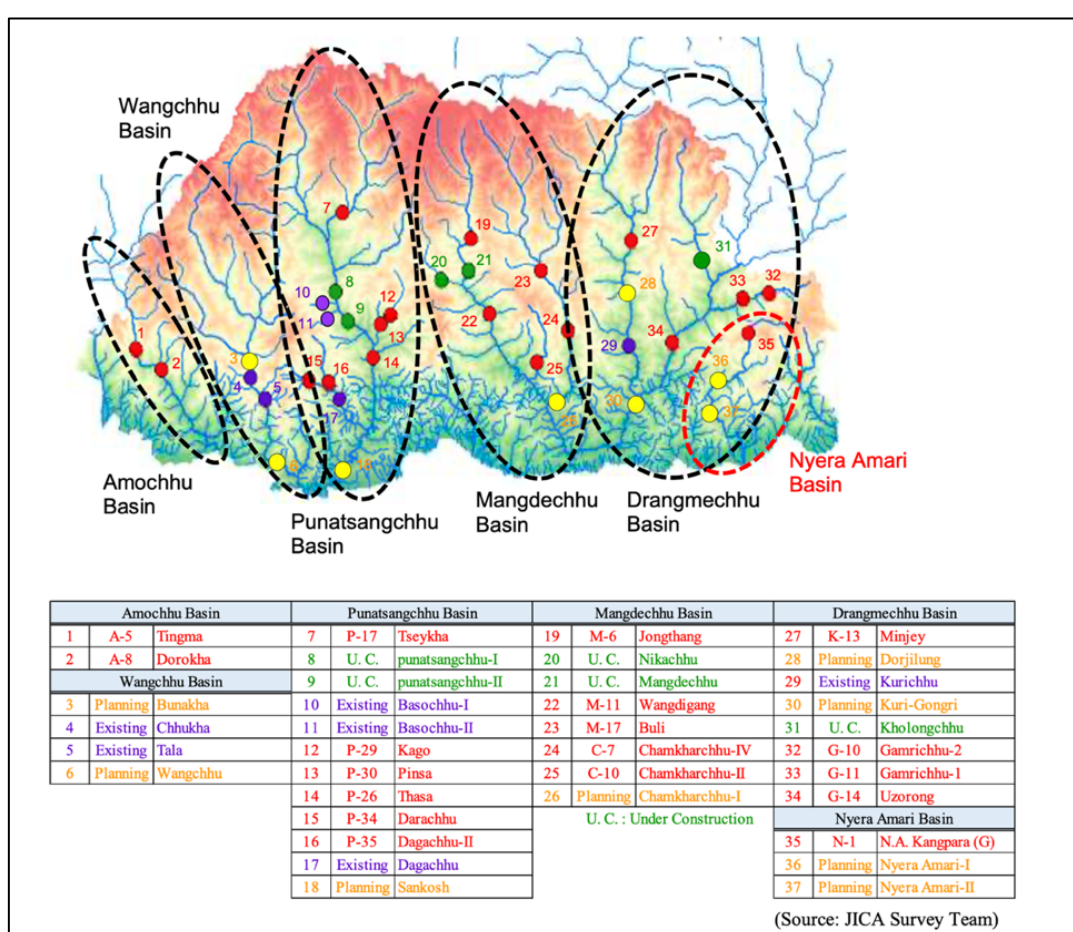 Wangchhu
Basin
7
19
20
21
27
31
28
10
8
11
9
12
13
23
22
24
33
32
34
29
35
1
2
3
4
5
15
16
14
17
25
26
36
30
37
6
18
Amochhu
Basin
Punatsangchhu
Basin
Mangdechhu
Basin
Drangmechhu
Basin
Nyera Amari
Basin
Amochhu Basin Punatsangchhu Basin Mangdechhu Basin Drangmechhu Basin
1 A-5 Tingma 7 P-17 Tseykha 19 M-6 Jongthang 27 K-13 Minjey
2 A-8 Dorokha 8 U. C. punatsangchhu-I 20 U. C. Nikachhu 28 Planning Dorjilung
Wangchhu Basin 9 U. C. punatsangchhu-II 21 U. C. Mangdechhu 29 Existing Kurichhu
3 Planning Bunakha 10 Existing Basochhu-I 22 M-11 Wangdigang 30 Planning Kuri-Gongri
4 Existing Chhukha 11 Existing Basochhu-II 23 M-17 Buli 31 U. C. Kholongchhu
5 Existing Tala 12 P-29 Kago 24 C-7 Chamkharchhu-IV 32 G-10 Gamrichhu-2
6 Planning Wangchhu 13 P-30 Pinsa 25 C-10 Chamkharchhu-II 33 G-11 Gamrichhu-1
14 P-26 Thasa 26 Planning Chamkharchhu-I 34 G-14 Uzorong
15 P-34 Darachhu U. C. : Under Construction Nyera Amari Basin
16 P-35 Dagachhu-II 35 N-1 N.A. Kangpara (G)
17 Existing Dagachhu 36 Planning Nyera Amari-I
18 Planning Sankosh 37 Planning Nyera Amari-II
(Source: JICA Survey Team)